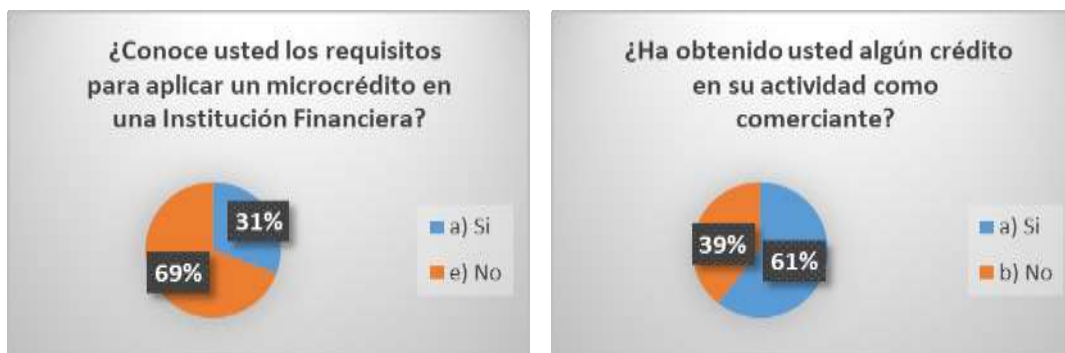 ¿Conoce usted los requisitos
para aplicar un microcrédito en
una Institución Financiera?
31%
69%
a) Si
e) No
¿Ha obtenido usted algún crédito
en su actividad como
comerciante?
39%
61%
a) Si
b) No